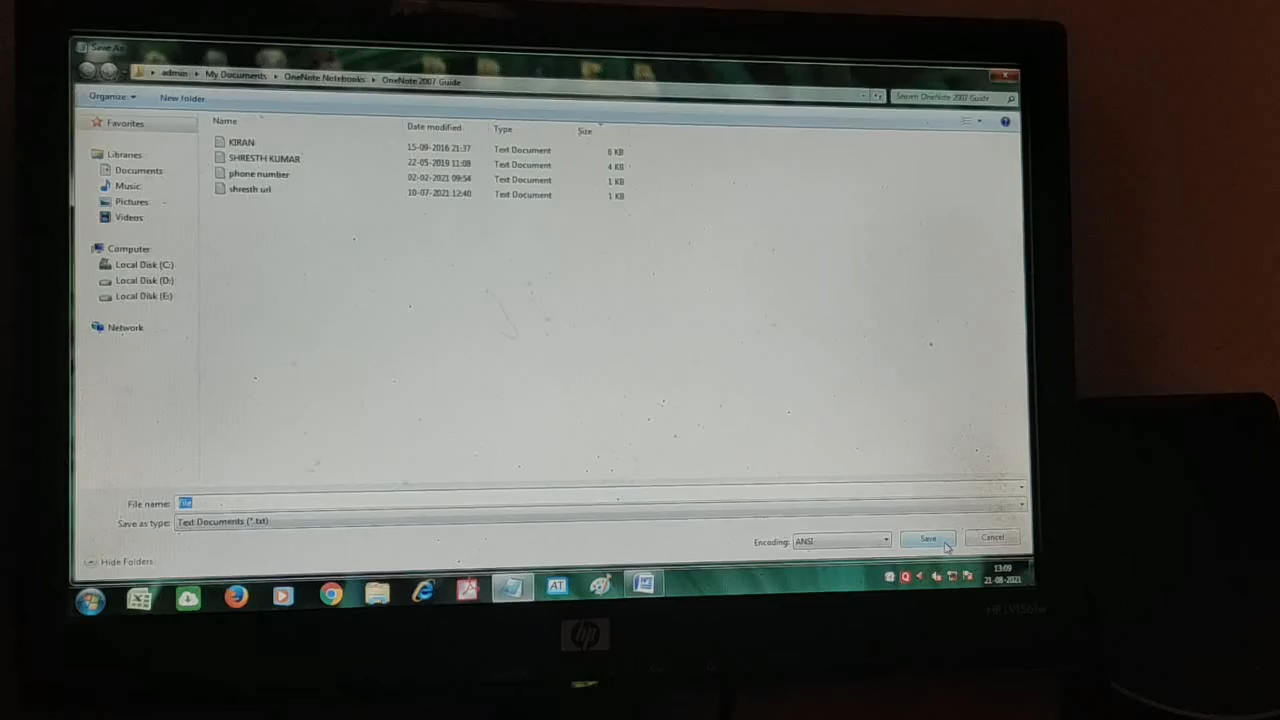 Save As
admin ▸ My Documents ▸ OneNote Notebooks ▸ OneNote 2007 Guide
Search OneNote 2007 Guide
Organize New folder
Favorites
Libraries
Documents
Music
Pictures
Videos
Computer
Local Disk (C:)
Local Disk (D:)
Local Disk (E:)
Network
Name Date modified Type Size
KIRAN 15-09-2016 21:37 Text Document 6 KB
SHRESTH KUMAR 22-05-2019 11:08 Text Document 4 KB
phone number 02-02-2021 09:54 Text Document 1 KB
shresth url 10-07-2021 12:40 Text Document 1 KB
File name: file
Save as type: Text Documents (*.txt)
Hide Folders
Encoding: ANSI Save Cancel
AT
13:09
21-08-2021
HP LV1561w
hp